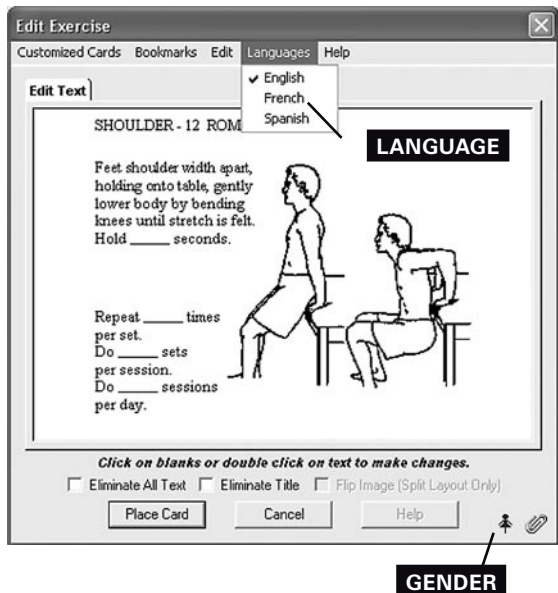 Edit Exercise
Customized Cards Bookmarks Edit Languages Help
English
French
Spanish
Edit Text
LANGUAGE
SHOULDER - 12 ROM
Feet shoulder width apart,
holding onto table, gently
lower body by bending
knees until stretch is felt.
Hold _____ seconds.
Repeat _____ times
per set.
Do _____ sets
per session.
Do _____ sessions
per day.
Click on blanks or double click on text to make changes.
Eliminate All Text Eliminate Title Flip Image (Split Layout Only)
Place Card Cancel Help
GENDER